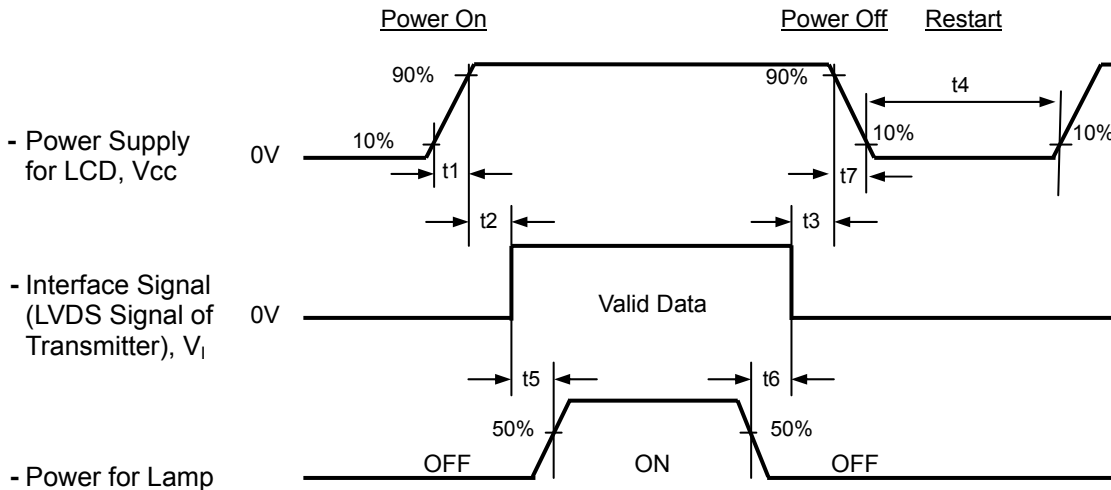 Power On
Power Off
Restart
90%
90%
t4
- Power Supply
for LCD, Vcc
0V
10%
10%
10%
t1
t7
t2
t3
- Interface Signal
(LVDS Signal of
Transmitter), VI
0V
Valid Data
t5
t6
50%
50%
- Power for Lamp
OFF
ON
OFF